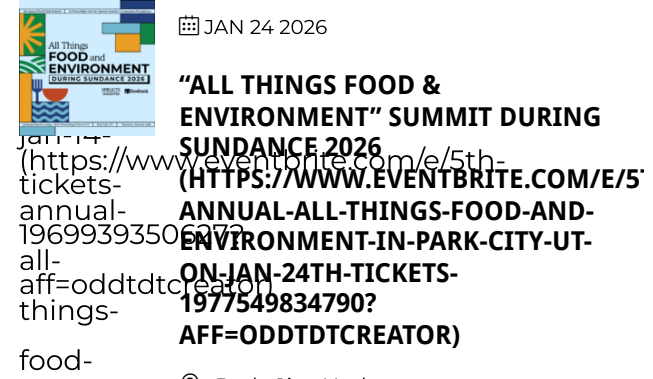 All Things
FOOD and
ENVIRONMENT
DURING SUNDANCE 2026
jan-14-
(https://www.eventbrite.com/e/5th-
tickets-
annual-
1969939350627?
all-
aff=oddtdtcreator)
things-
food-
JAN 24 2026
“ALL THINGS FOOD &
ENVIRONMENT” SUMMIT DURING
SUNDANCE 2026
(HTTPS://WWW.EVENTBRITE.COM/E/5T
ANNUAL-ALL-THINGS-FOOD-AND-
ENVIRONMENT-IN-PARK-CITY-UT-
ON-JAN-24TH-TICKETS-
1977549834790?
AFF=ODDTDTCREATOR)